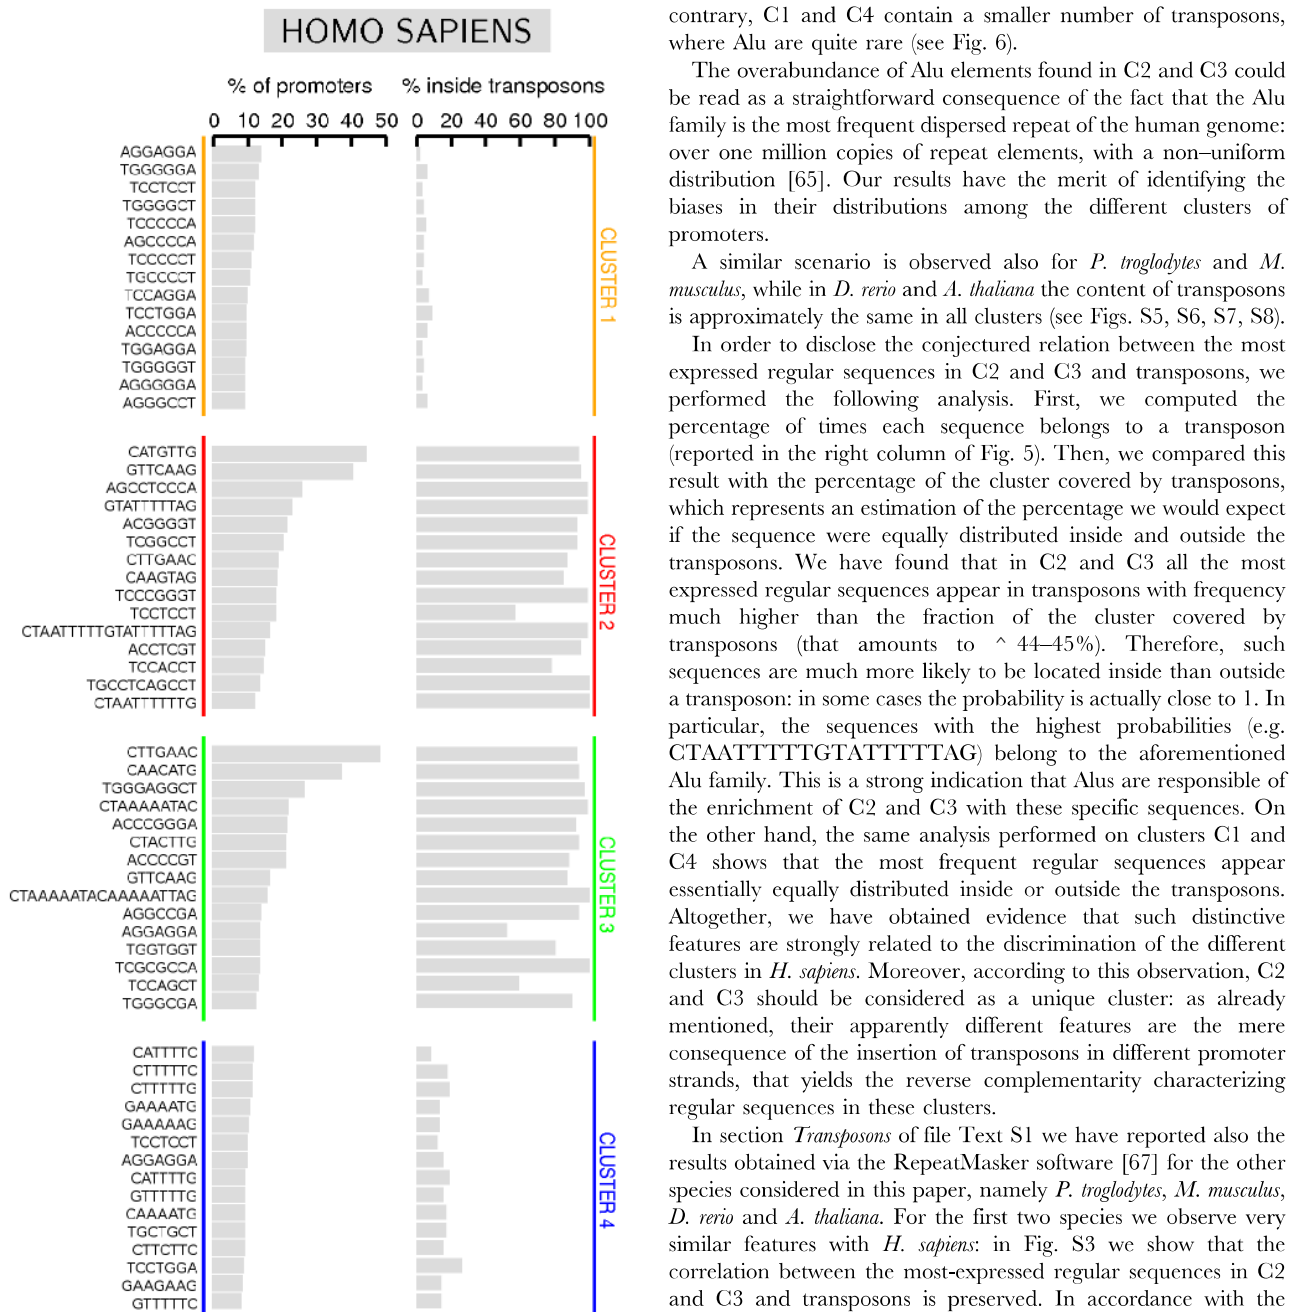 HOMO SAPIENS
% of promoters
% inside transposons
0 10 20 30 40 50
0 20 40 60 80 100
AGGAGGA
TGGGGGA
TCCTCCT
TGGGGCT
TCCCCCA
AGCCCCA
TCCCCCT
TGCCCCT
TCCAGGA
TCCTGGA
ACCCCCA
TGGAGGA
TGGGGGT
AGGGGGA
AGGGCCT
CLUSTER 1
CATGTTG
GTTCAAG
AGCCTCCCA
GTATTTTTAG
ACGGGGT
TCGGCCT
CTTGAAC
CAAGTAG
TCCCGGGT
TCCTCCT
CTAATTTTTGTATTTTTAG
ACCTCGT
TCCACCT
TGCCTCAGCCT
CTAATTTTTG
CLUSTER 2
CTTGAAC
CAACATG
TGGGAGGCT
CTAAAAATAC
ACCCGGGA
CTACTTG
ACCCCGT
GTTCAAG
CTAAAAATACAAAAATTAG
AGGCCGA
AGGAGGA
TGGTGGT
TCGCGCCA
TCCAGCT
TGGGCGA
CLUSTER 3
CATTTTC
CTTTTTC
CTTTTTG
GAAAATG
GAAAAAG
TCCTCCT
AGGAGGA
CATTTTG
GTTTTTG
CAAAATG
TGCTGCT
CTTCTTC
TCCTGGA
GAAGAAG
GTTTTTC
CLUSTER 4
contrary, C1 and C4 contain a smaller number of transposons,
where Alu are quite rare (see Fig. 6).
The overabundance of Alu elements found in C2 and C3 could
be read as a straightforward consequence of the fact that the Alu
family is the most frequent dispersed repeat of the human genome:
over one million copies of repeat elements, with a non–uniform
distribution [65]. Our results have the merit of identifying the
biases in their distributions among the different clusters of
promoters.
A similar scenario is observed also for P. troglodytes and M.
musculus, while in D. rerio and A. thaliana the content of transposons
is approximately the same in all clusters (see Figs. S5, S6, S7, S8).
In order to disclose the conjectured relation between the most
expressed regular sequences in C2 and C3 and transposons, we
performed the following analysis. First, we computed the
percentage of times each sequence belongs to a transposon
(reported in the right column of Fig. 5). Then, we compared this
result with the percentage of the cluster covered by transposons,
which represents an estimation of the percentage we would expect
if the sequence were equally distributed inside and outside the
transposons. We have found that in C2 and C3 all the most
expressed regular sequences appear in transposons with frequency
much higher than the fraction of the cluster covered by
transposons (that amounts to ^ 44–45%). Therefore, such
sequences are much more likely to be located inside than outside
a transposon: in some cases the probability is actually close to 1. In
particular, the sequences with the highest probabilities (e.g.
CTAATTTTTGTATTTTTAG) belong to the aforementioned
Alu family. This is a strong indication that Alus are responsible of
the enrichment of C2 and C3 with these specific sequences. On
the other hand, the same analysis performed on clusters C1 and
C4 shows that the most frequent regular sequences appear
essentially equally distributed inside or outside the transposons.
Altogether, we have obtained evidence that such distinctive
features are strongly related to the discrimination of the different
clusters in H. sapiens. Moreover, according to this observation, C2
and C3 should be considered as a unique cluster: as already
mentioned, their apparently different features are the mere
consequence of the insertion of transposons in different promoter
strands, that yields the reverse complementarity characterizing
regular sequences in these clusters.
In section Transposons of file Text S1 we have reported also the
results obtained via the RepeatMasker software [67] for the other
species considered in this paper, namely P. troglodytes, M. musculus,
D. rerio and A. thaliana. For the first two species we observe very
similar features with H. sapiens: in Fig. S3 we show that the
correlation between the most-expressed regular sequences in C2
and C3 and transposons is preserved. In accordance with the